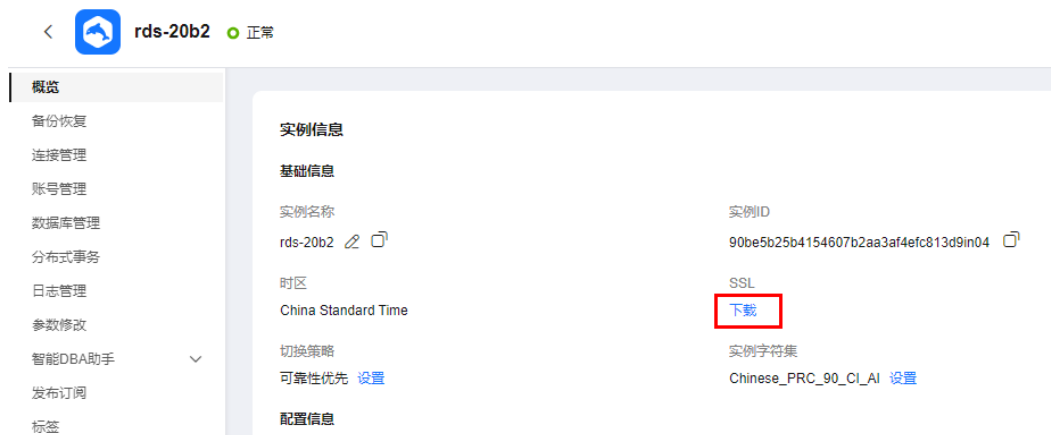 rds-20b2 正常
概览
备份恢复
连接管理
账号管理
数据库管理
分布式事务
日志管理
参数修改
智能DBA助手
发布订阅
标签
实例信息
基础信息
实例名称
rds-20b2
实例ID
90be5b25b4154607b2aa3af4efc813d9in04
时区
China Standard Time
SSL
下载
切换策略
可靠性优先 设置
实例字符集
Chinese_PRC_90_CI_AI 设置
配置信息